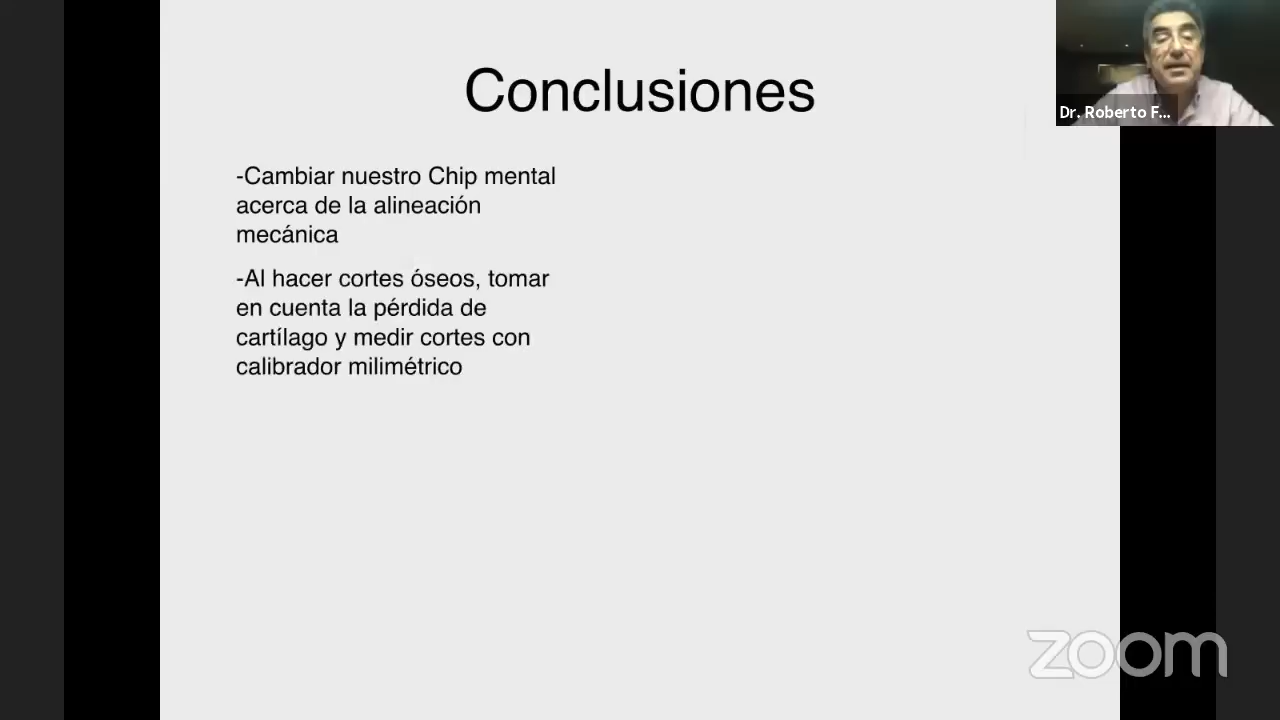 Conclusiones
Dr. Roberto F...
-Cambiar nuestro Chip mental
acerca de la alineación
mecánica
-Al hacer cortes óseos, tomar
en cuenta la pérdida de
cartílago y medir cortes con
calibrador milimétrico
zoom